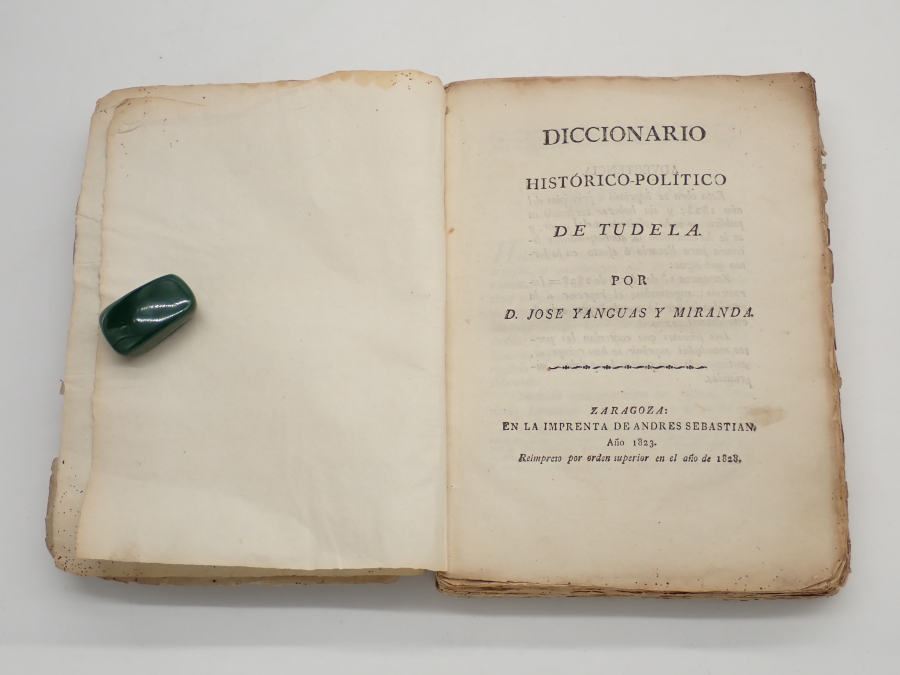 DICCIONARIO
HISTÓRICO-POLÍTICO
DE TUDELA.
POR
D. JOSE YANGUAS Y MIRANDA.
ZARAGOZA:
EN LA IMPRENTA DE ANDRES SEBASTIAN.
Año 1823.
Reimpreso por orden superior en el año de 1828.